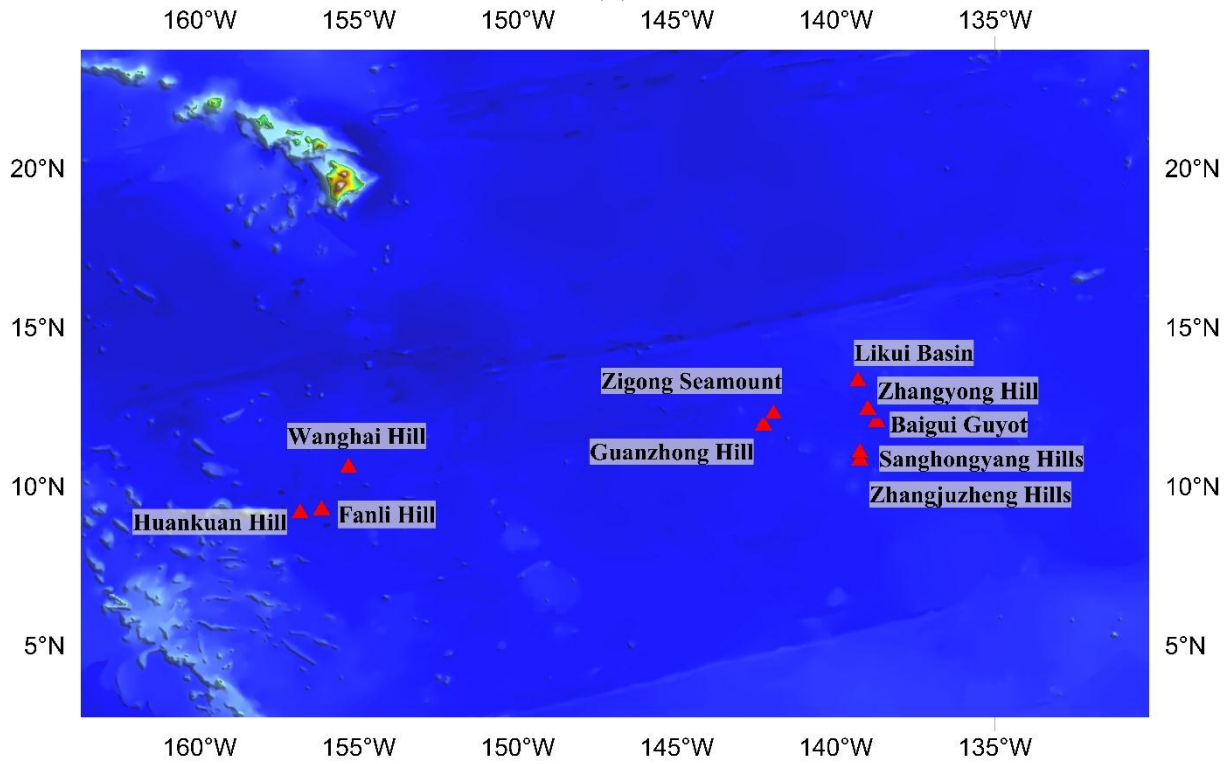 160°W 155°W 150°W 145°W 140°W 135°W
20°N 20°N
15°N 15°N
Likui Basin
Zigong Seamount
Zhangyong Hill
Baigui Guyot
Wanghai Hill
Guanzhong Hill
Sanghongyang Hills
10°N 10°N
Zhangjuzheng Hills
Huankuan Hill
Fanli Hill
5°N 5°N
160°W 155°W 150°W 145°W 140°W 135°W